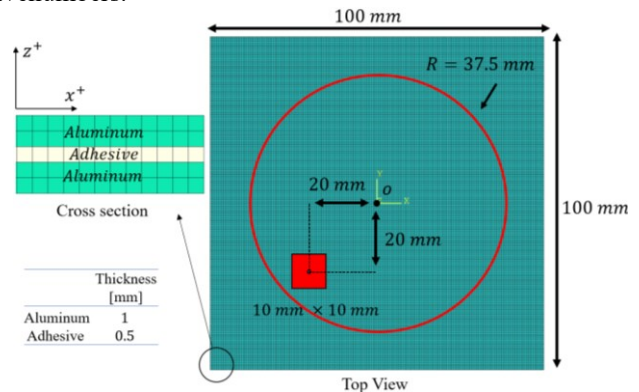 100 mm
z+
x+
Aluminum
Adhesive
Aluminum
Cross section
R = 37.5 mm
Y
o
X
20 mm
20 mm
100 mm
10 mm × 10 mm
Thickness
[mm]
Aluminum 1
Adhesive 0.5
Top View